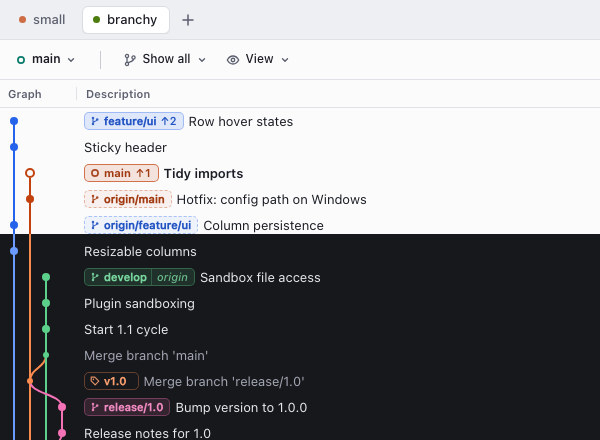 small branchy +
main Show all View
Graph Description
feature/ui ↑2 Row hover states
Sticky header
main ↑1 Tidy imports
origin/main Hotfix: config path on Windows
origin/feature/ui Column persistence
Resizable columns
develop origin Sandbox file access
Plugin sandboxing
Start 1.1 cycle
Merge branch 'main'
v1.0 Merge branch 'release/1.0'
release/1.0 Bump version to 1.0.0
Release notes for 1.0